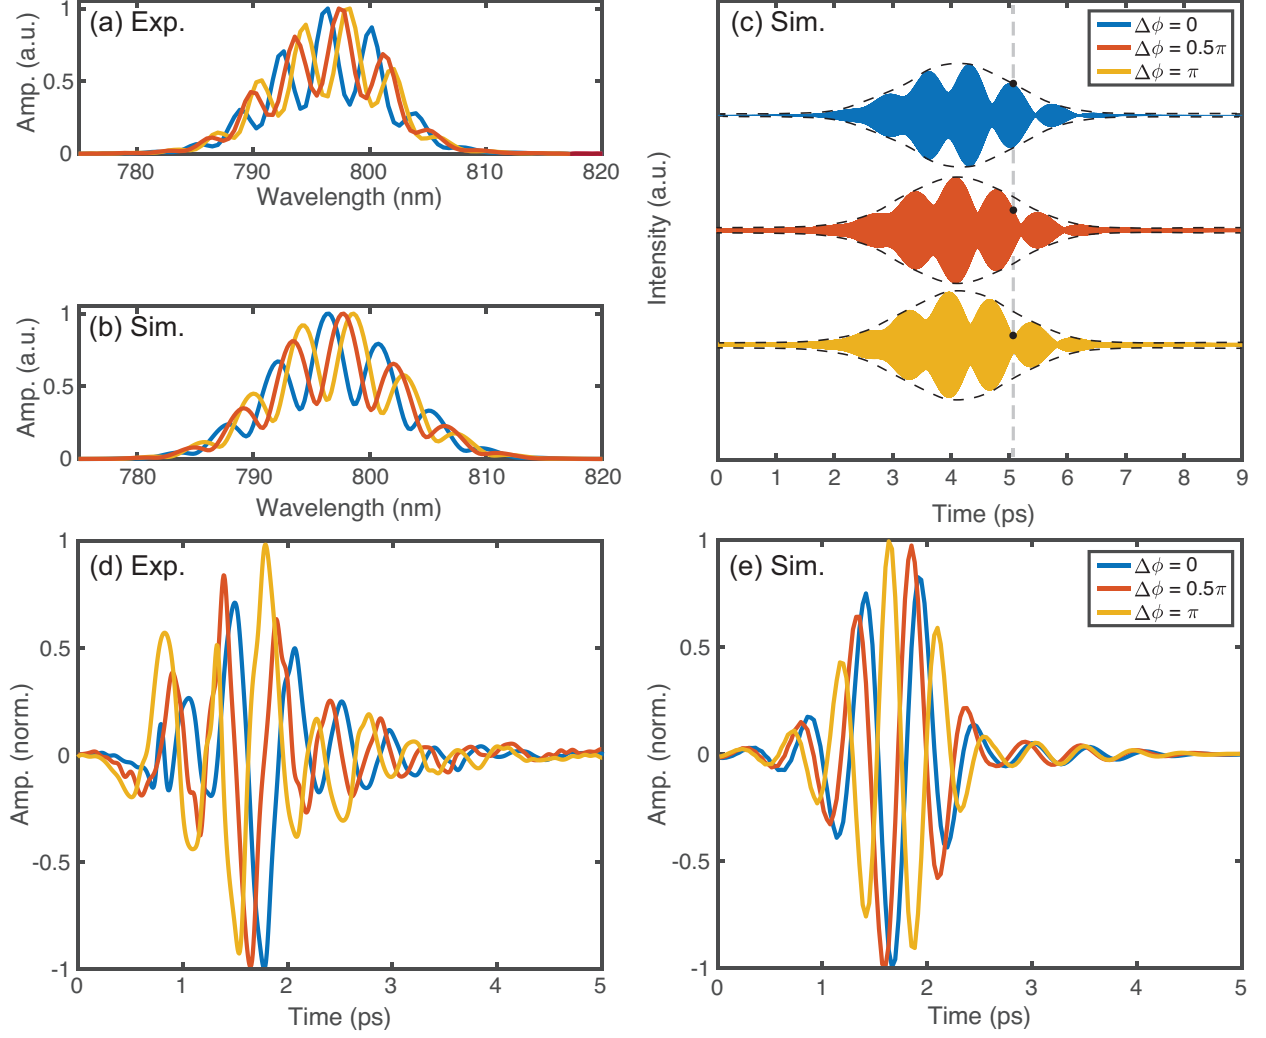 (a) Exp.
Amp. (a.u.)
1
0.5
0
780
790
800
810
820
Wavelength (nm)
(b) Sim.
Amp. (a.u.)
1
0.5
0
780
790
800
810
820
Wavelength (nm)
(c) Sim.
Δϕ = 0
Δϕ = 0.5π
Δϕ = π
Intensity (a.u.)
0 1 2 3 4 5 6 7 8 9
Time (ps)
(d) Exp.
Amp. (norm.)
1
0.5
0
-0.5
-1
0 1 2 3 4 5
Time (ps)
(e) Sim.
Δϕ = 0
Δϕ = 0.5π
Δϕ = π
Amp. (norm.)
1
0.5
0
-0.5
-1
0 1 2 3 4 5
Time (ps)